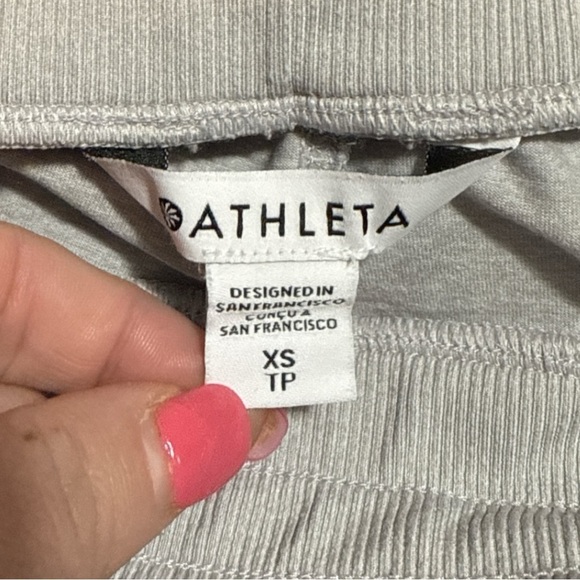 ATHLETA
DESIGNED IN
SAN FRANCISCO
CONÇU À
SAN FRANCISCO
XS
TP